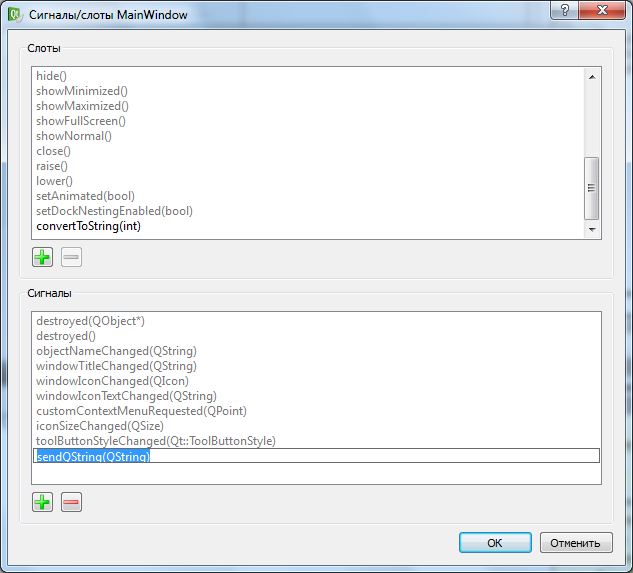 Qt Сигналы/слоты MainWindow
Слоты
hide()
showMinimized()
showMaximized()
showFullScreen()
showNormal()
close()
raise()
lower()
setAnimated(bool)
setDockNestingEnabled(bool)
convertToString(int)
Сигналы
destroyed(QObject*)
destroyed()
objectNameChanged(QString)
windowTitleChanged(QString)
windowIconChanged(QIcon)
windowIconTextChanged(QString)
customContextMenuRequested(QPoint)
iconSizeChanged(QSize)
toolButtonStyleChanged(Qt::ToolButtonStyle)
sendQString(QString)
OK
Отменить